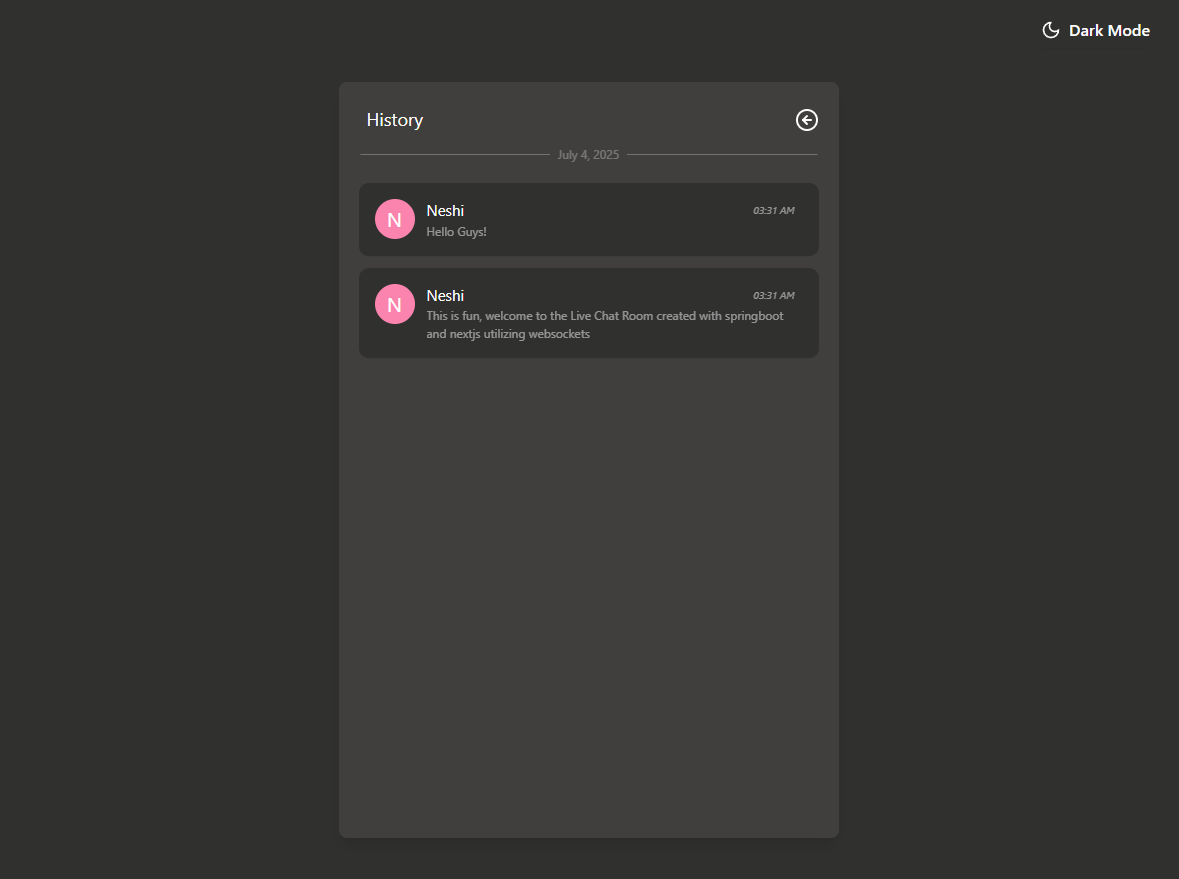 Dark Mode
History
July 4, 2025
N
Neshi
03:31 AM
Hello Guys!
N
Neshi
03:31 AM
This is fun, welcome to the Live Chat Room created with springboot
and nextjs utilizing websockets